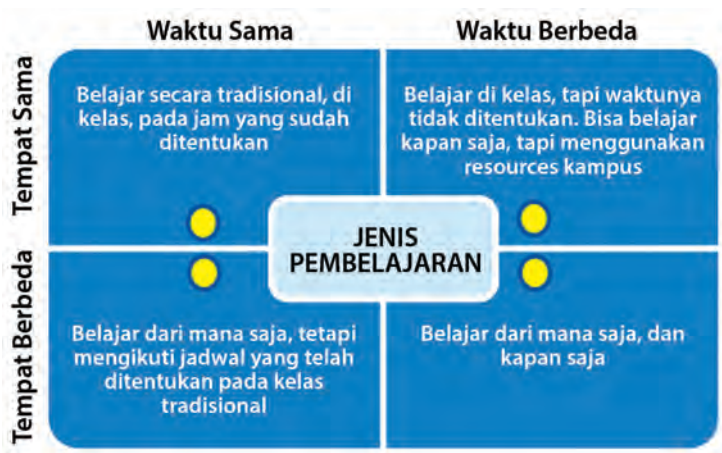 Waktu Sama
Waktu Berbeda
Tempat Sama
Belajar secara tradisional, di
kelas, pada jam yang sudah
ditentukan
Belajar di kelas, tapi waktunya
tidak ditentukan. Bisa belajar
kapan saja, tapi menggunakan
resources kampus
JENIS
PEMBELAJARAN
Tempat Berbeda
Belajar dari mana saja, tetapi
mengikuti jadwal yang telah
ditentukan pada kelas
tradisional
Belajar dari mana saja, dan
kapan saja